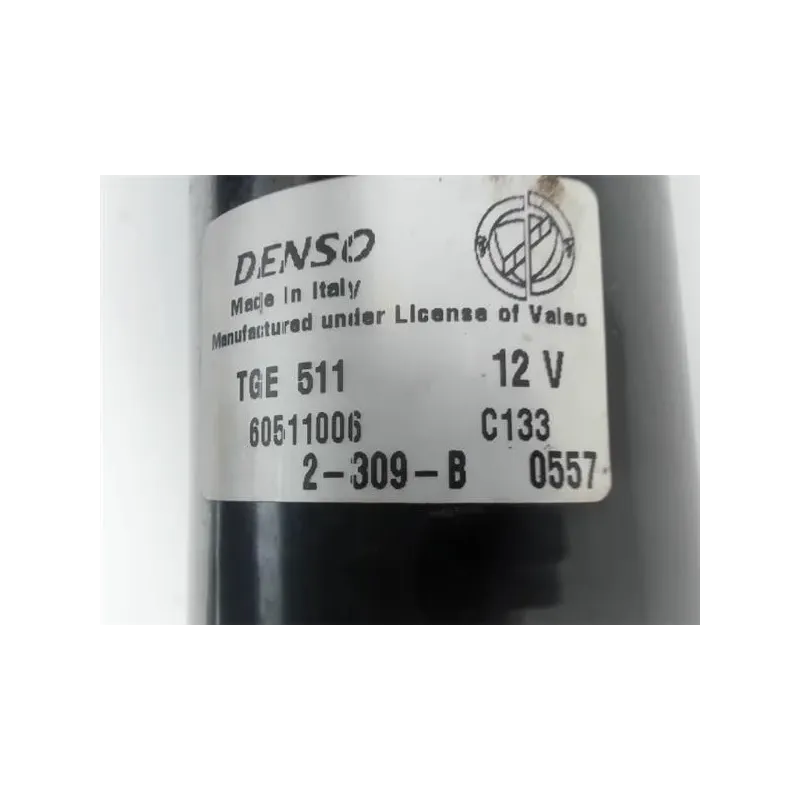 DENSO
Made in Italy
Manufactured under License of Valeo
TGE 511 12 V
60511006 C133
2-309-B 0557